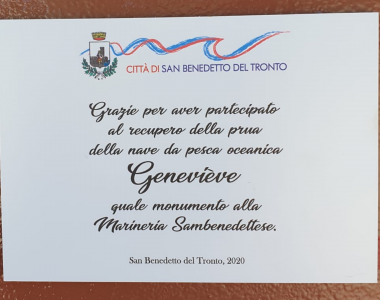 CITTÀ DI SAN BENEDETTO DEL TRONTO
Grazie per aver partecipato
al recupero della prua
della nave da pesca oceanica
Geneviève
quale monumento alla
Marineria Sambenedettese.
San Benedetto del Tronto, 2020